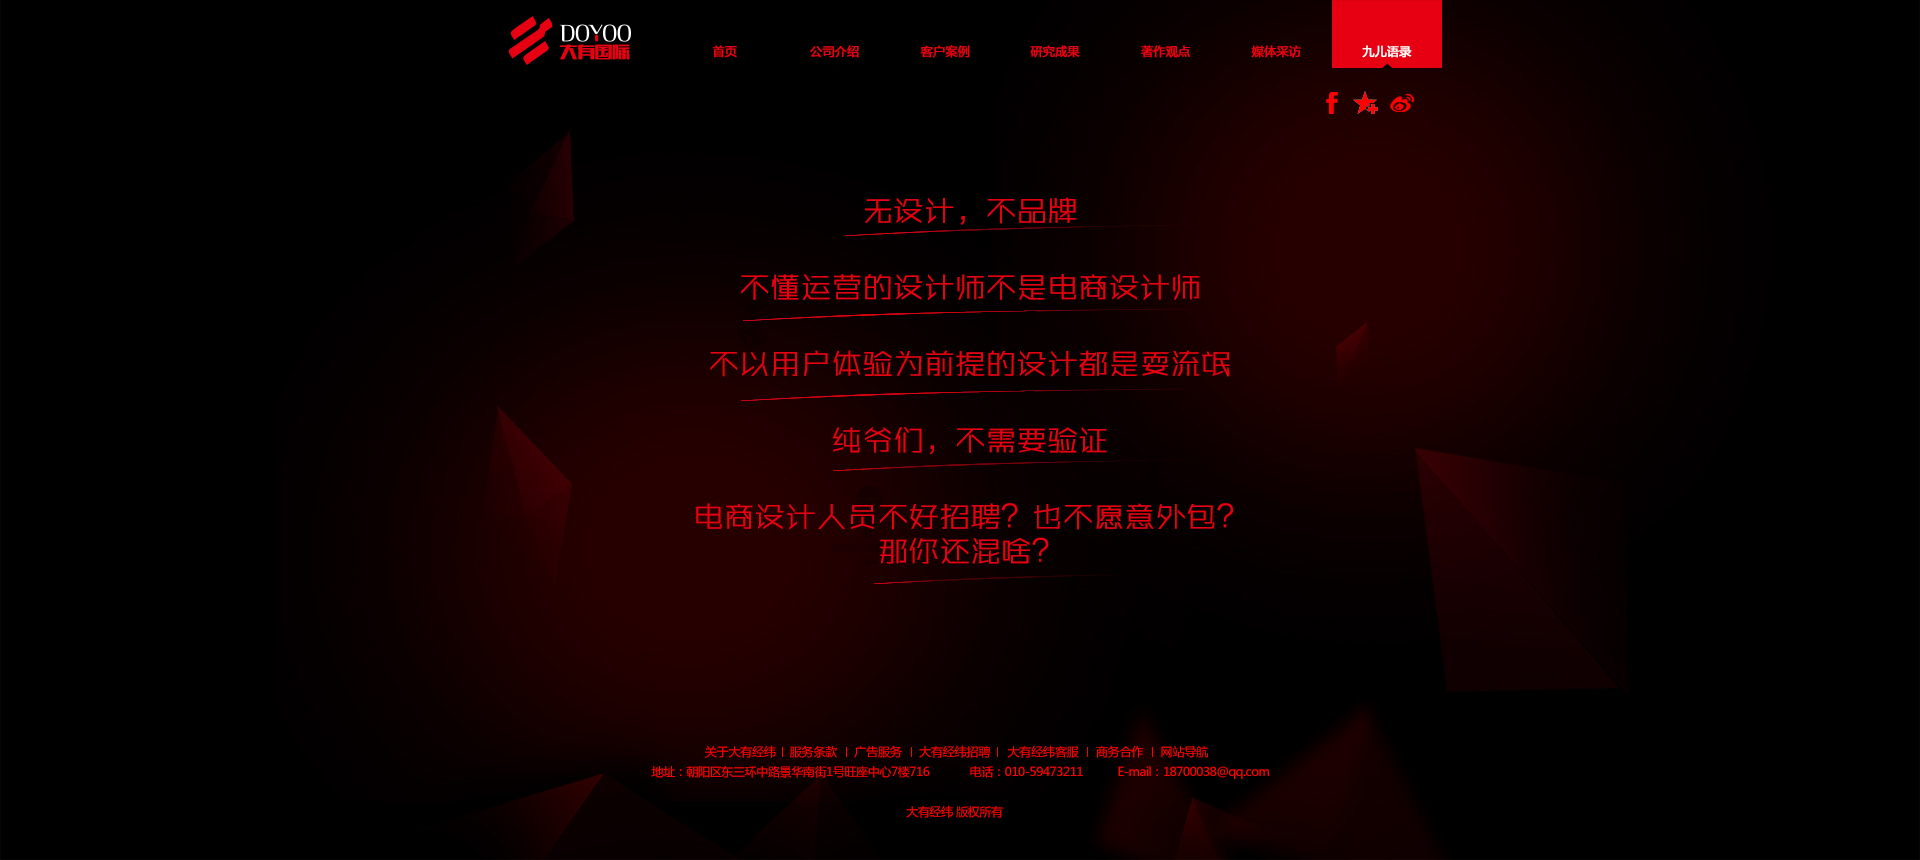 DOYOO
大有国际
首页 公司介绍 客户案例 研究成果 著作观点 媒体采访 九儿语录
无设计，不品牌
不懂运营的设计师不是电商设计师
不以用户体验为前提的设计都是耍流氓
纯爷们，不需要验证
电商设计人员不好招聘？也不愿意外包？
那你还混啥？
关于大有经纬 | 服务条款 | 广告服务 | 大有经纬招聘 | 大有经纬客服 | 商务合作 | 网站导航
地址：朝阳区东三环中路景华南街1号旺座中心7楼716 电话：010-59473211 E-mail：18700038@qq.com
大有经纬 版权所有